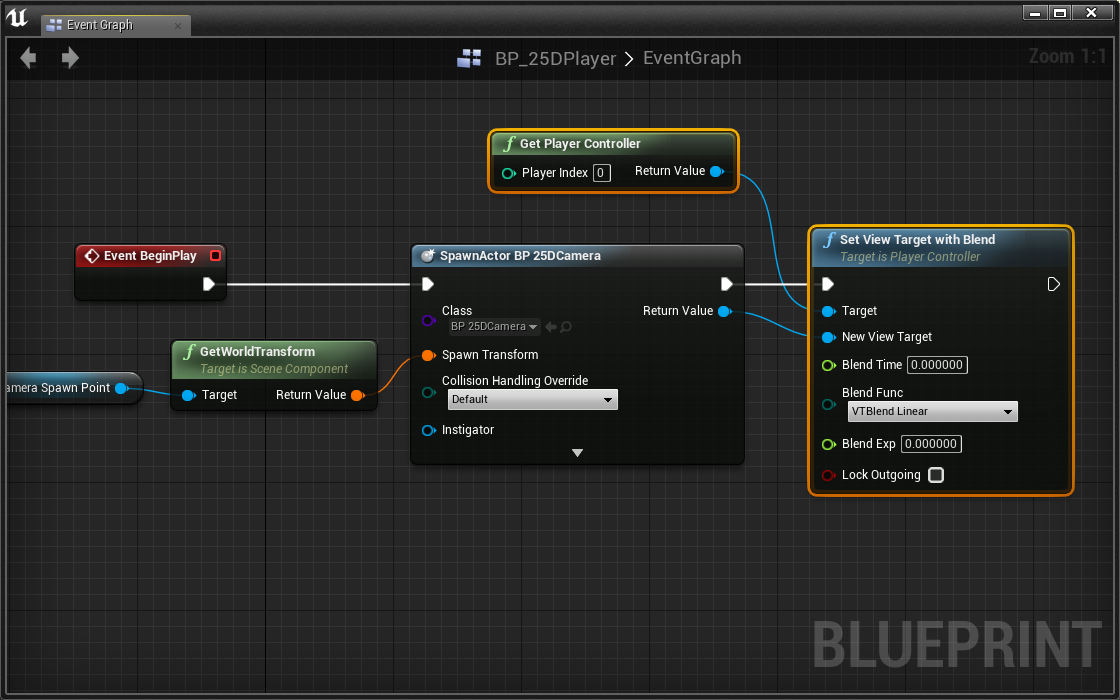 Event Graph
BP_25DPlayer > EventGraph
Zoom 1:1
Get Player Controller
Player Index 0
Return Value
Event BeginPlay
SpawnActor BP 25DCamera
Class
BP 25DCamera
Return Value
Spawn Transform
Collision Handling Override
Default
Instigator
GetWorldTransform
Target is Scene Component
Target
Return Value
amera Spawn Point
Set View Target with Blend
Target is Player Controller
Target
New View Target
Blend Time 0.000000
Blend Func
VTBlend Linear
Blend Exp 0.000000
Lock Outgoing
BLUEPRINT